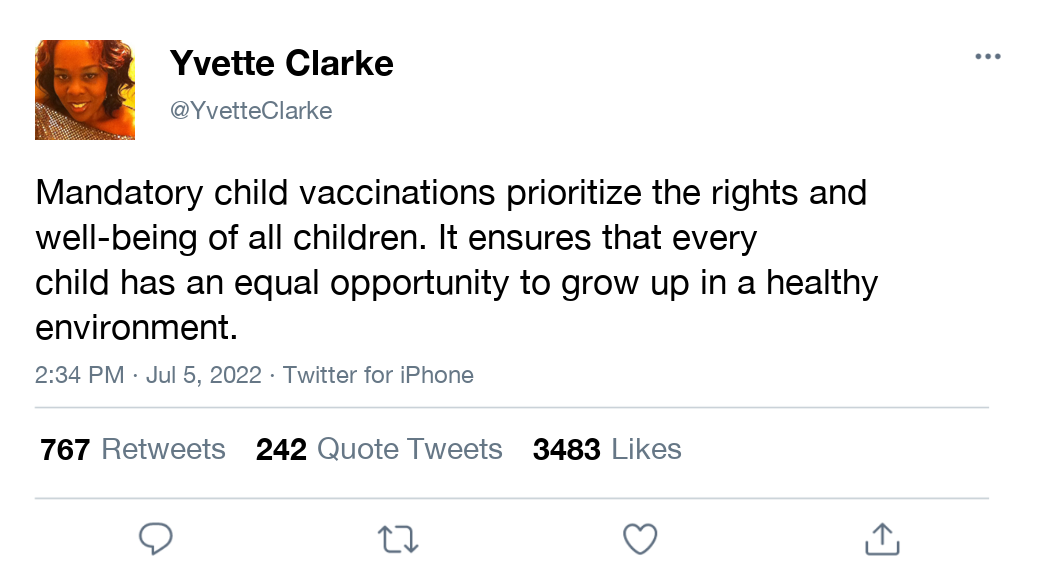 Yvette Clarke
@YvetteClarke
Mandatory child vaccinations prioritize the rights and
well-being of all children. It ensures that every
child has an equal opportunity to grow up in a healthy
environment.
2:34 PM · Jul 5, 2022 · Twitter for iPhone
767 Retweets 242 Quote Tweets 3483 Likes